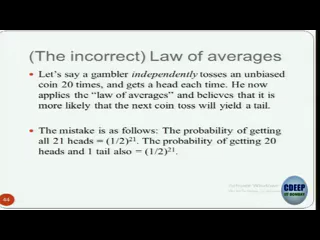 (The incorrect) Law of averages
• Let's say a gambler independently tosses an unbiased
coin 20 times, and gets a head each time. He now
applies the "law of averages" and believes that it is
more likely that the next coin toss will yield a tail.
• The mistake is as follows: The probability of getting
all 21 heads = (1/2)²¹. The probability of getting 20
heads and 1 tail also = (1/2)²¹.
44
CDEEP
IIT BOMBAY